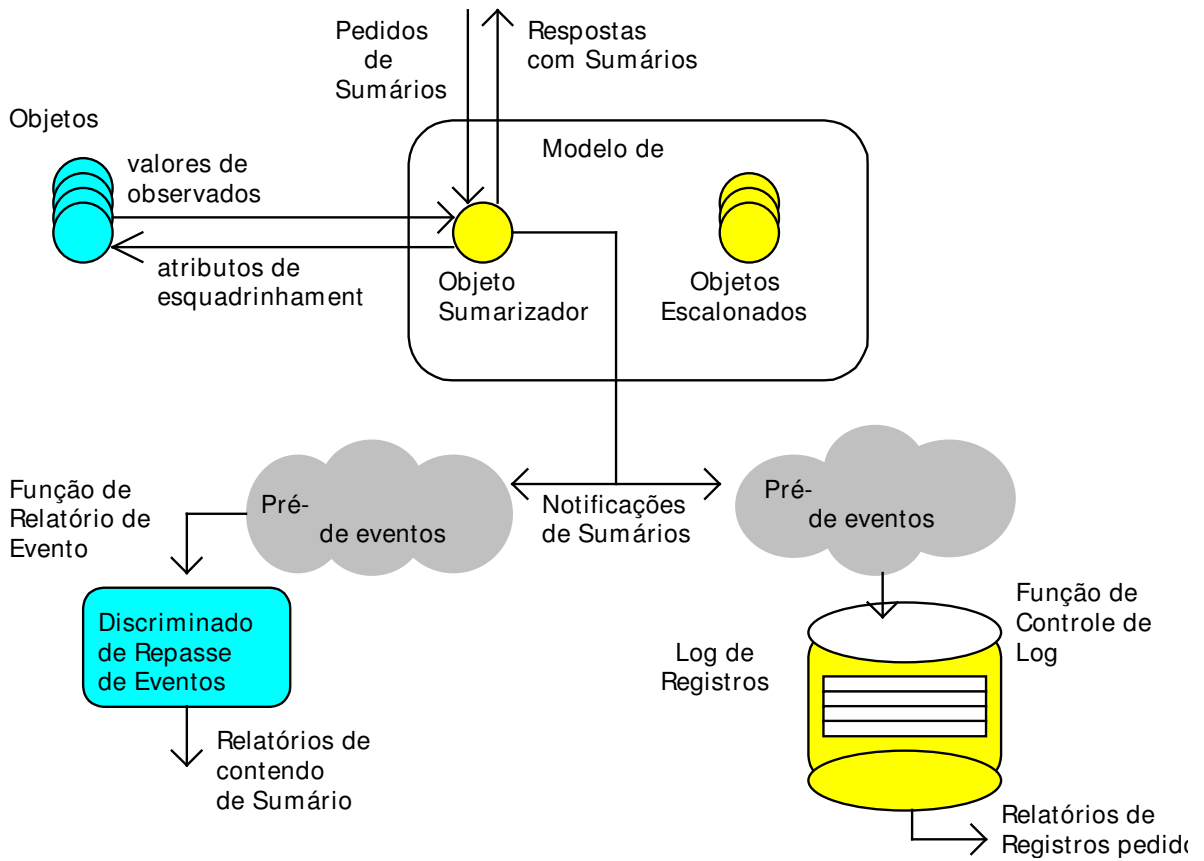 Pedidos
de
Sumários
Respostas
com Sumários
Objetos
valores de
observados
Modelo de
atributos de
esquadrinhament
Objeto
Sumarizador
Objetos
Escalonados
Função de
Relatório de
Evento
Pré-
de eventos
Notificações
de Sumários
Pré-
de eventos
Discriminado
de Repasse
de Eventos
Log de
Registros
Função de
Controle de
Log
Relatórios de
contendo
de Sumário
Relatórios de
Registros pedido